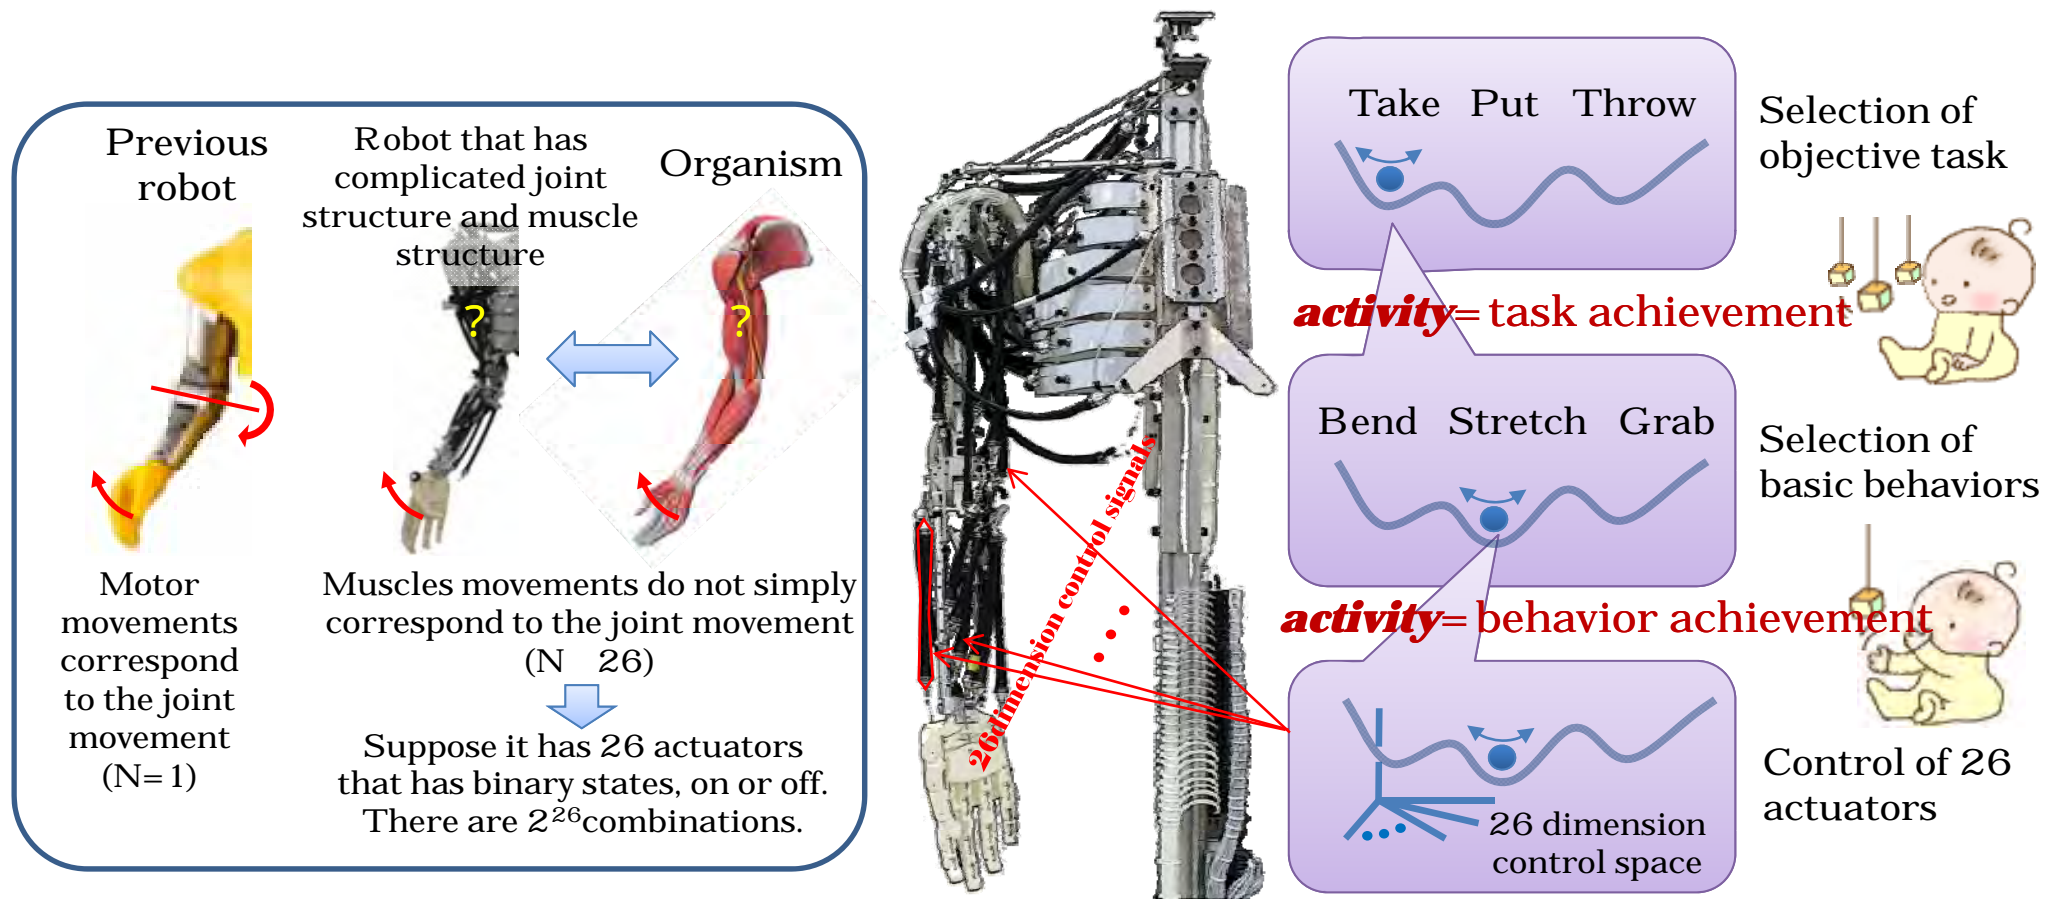 Previous
robot
Robot that has
complicated joint
structure and muscle
structure
Organism
?
?
Motor
movements
correspond
to the joint
movement
(N=1)
Muscles movements do not simply
correspond to the joint movement
(N 26)
Suppose it has 26 actuators
that has binary states, on or off.
There are 2^26 combinations.
26dimension control signals
Take Put Throw
Selection of
objective task
activity= task achievement
Bend Stretch Grab
Selection of
basic behaviors
activity= behavior achievement
26 dimension
control space
Control of 26
actuators